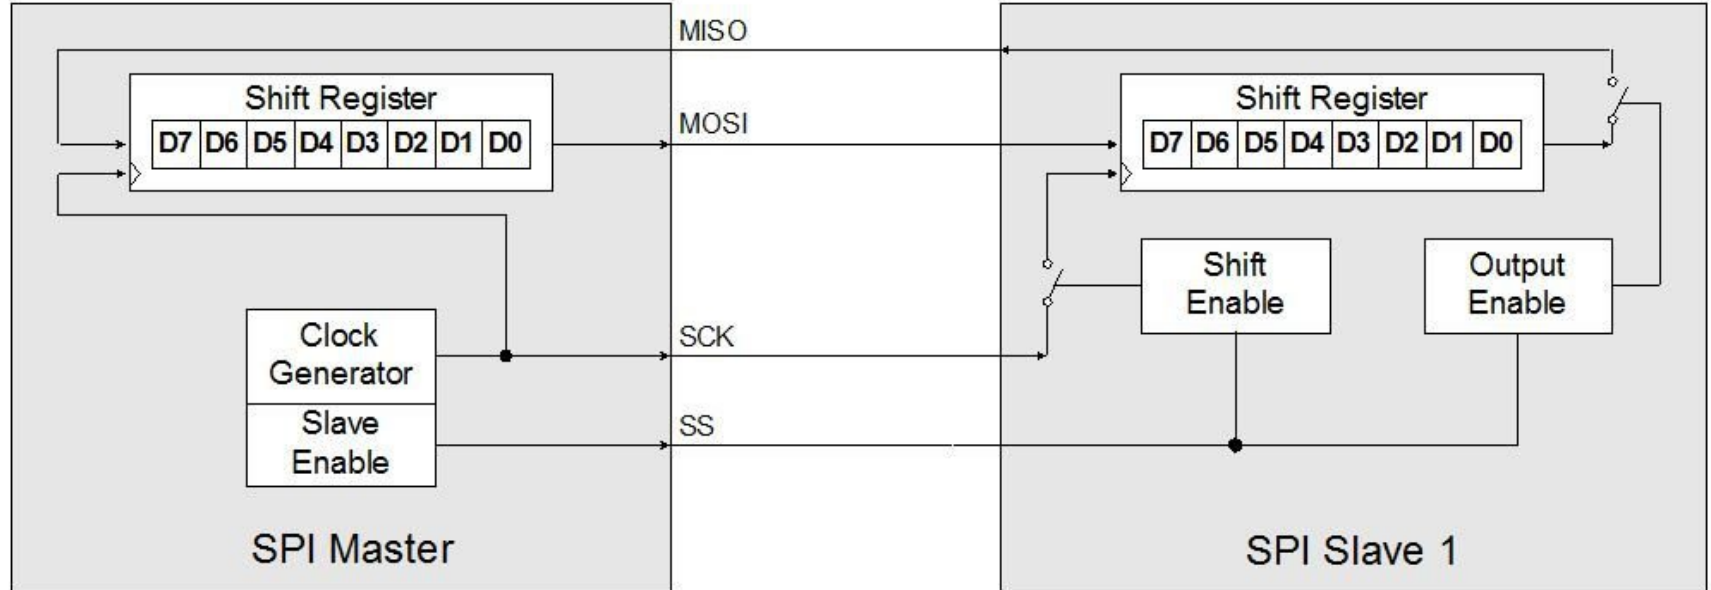 MISO
Shift Register
D7 D6 D5 D4 D3 D2 D1 D0
MOSI
Shift Register
D7 D6 D5 D4 D3 D2 D1 D0
Shift
Enable
Output
Enable
Clock
Generator
SCK
Slave
Enable
SS
SPI Master
SPI Slave 1